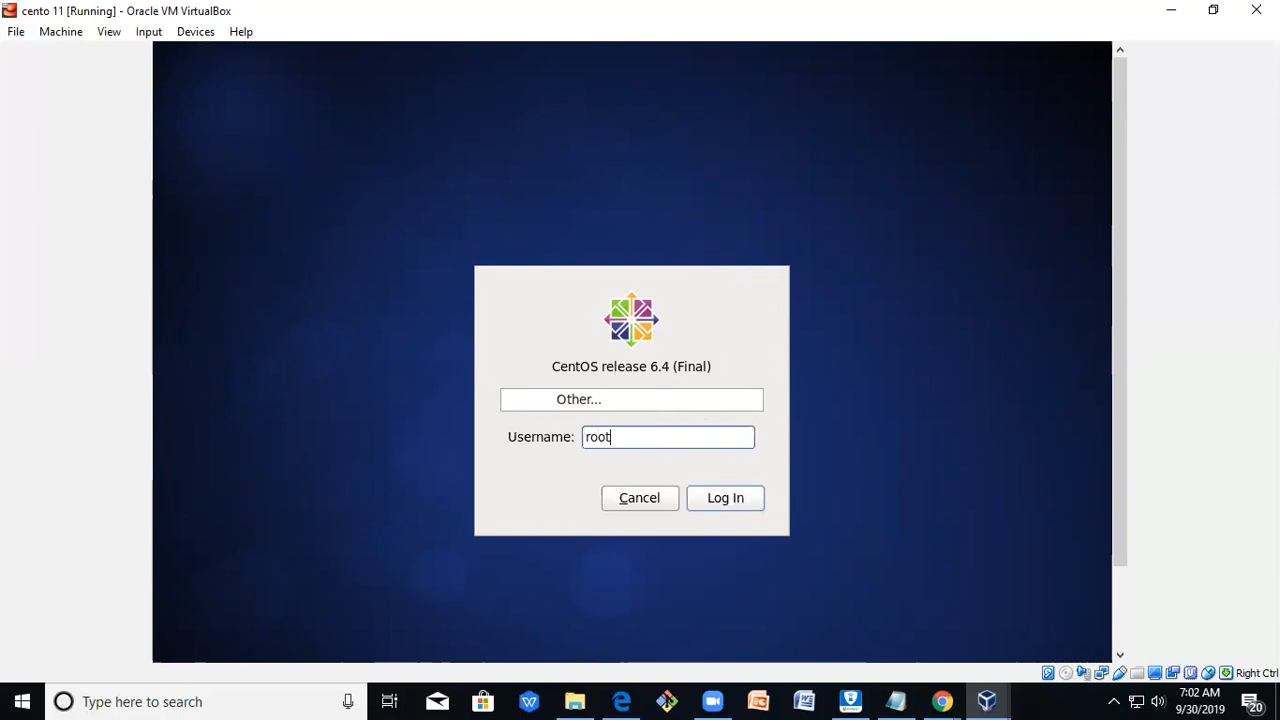 cento 11 [Running] - Oracle VM VirtualBox
File Machine View Input Devices Help
CentOS release 6.4 (Final)
Other...
Username: root
Cancel Log In
Right Ctrl
Type here to search
7:02 AM
9/30/2019
20